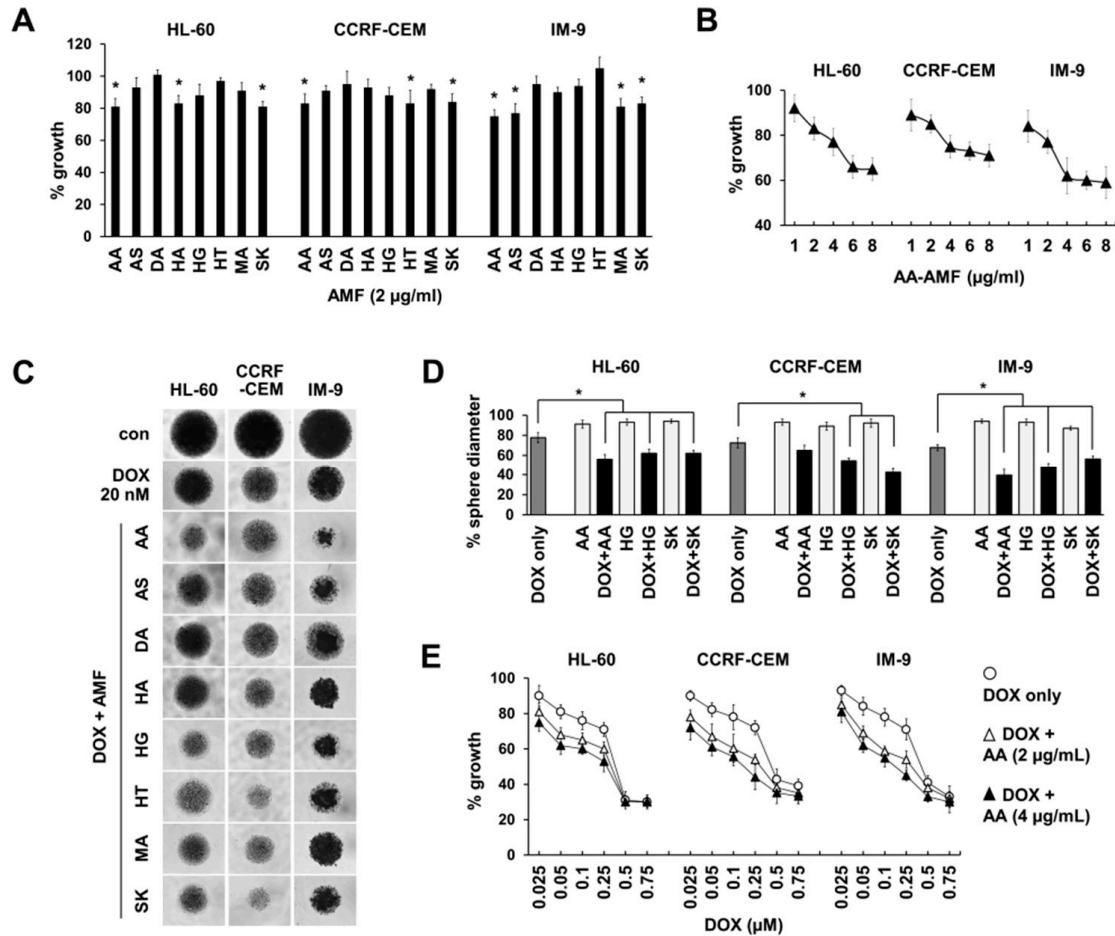 A
HL-60 CCRF-CEM IM-9
% growth
120
100
80
60
40
20
0
* * * * * * * * * *
AA AS DA HA HG HT MA SK AA AS DA HA HG HT MA SK AA AS DA HA HG HT MA SK
AMF (2 µg/ml)
B
HL-60 CCRF-CEM IM-9
% growth
100
80
60
40
1 2 4 6 8 1 2 4 6 8 1 2 4 6 8
AA-AMF (µg/ml)
C
HL-60 CCRF -CEM IM-9
con
DOX
20 nM
DOX + AMF
AA
AS
DA
HA
HG
HT
MA
SK
D
HL-60 CCRF-CEM IM-9
* * *
% sphere diameter
100
80
60
40
20
0
DOX only AA DOX+AA HG DOX+HG SK DOX+SK DOX only AA DOX+AA HG DOX+HG SK DOX+SK DOX only AA DOX+AA HG DOX+HG SK DOX+SK
E
HL-60 CCRF-CEM IM-9
% growth
100
80
60
40
20
0
0.025 0.05 0.1 0.25 0.5 0.75 0.025 0.05 0.1 0.25 0.5 0.75 0.025 0.05 0.1 0.25 0.5 0.75
DOX (µM)
DOX only
DOX +
AA (2 µg/mL)
DOX +
AA (4 µg/mL)